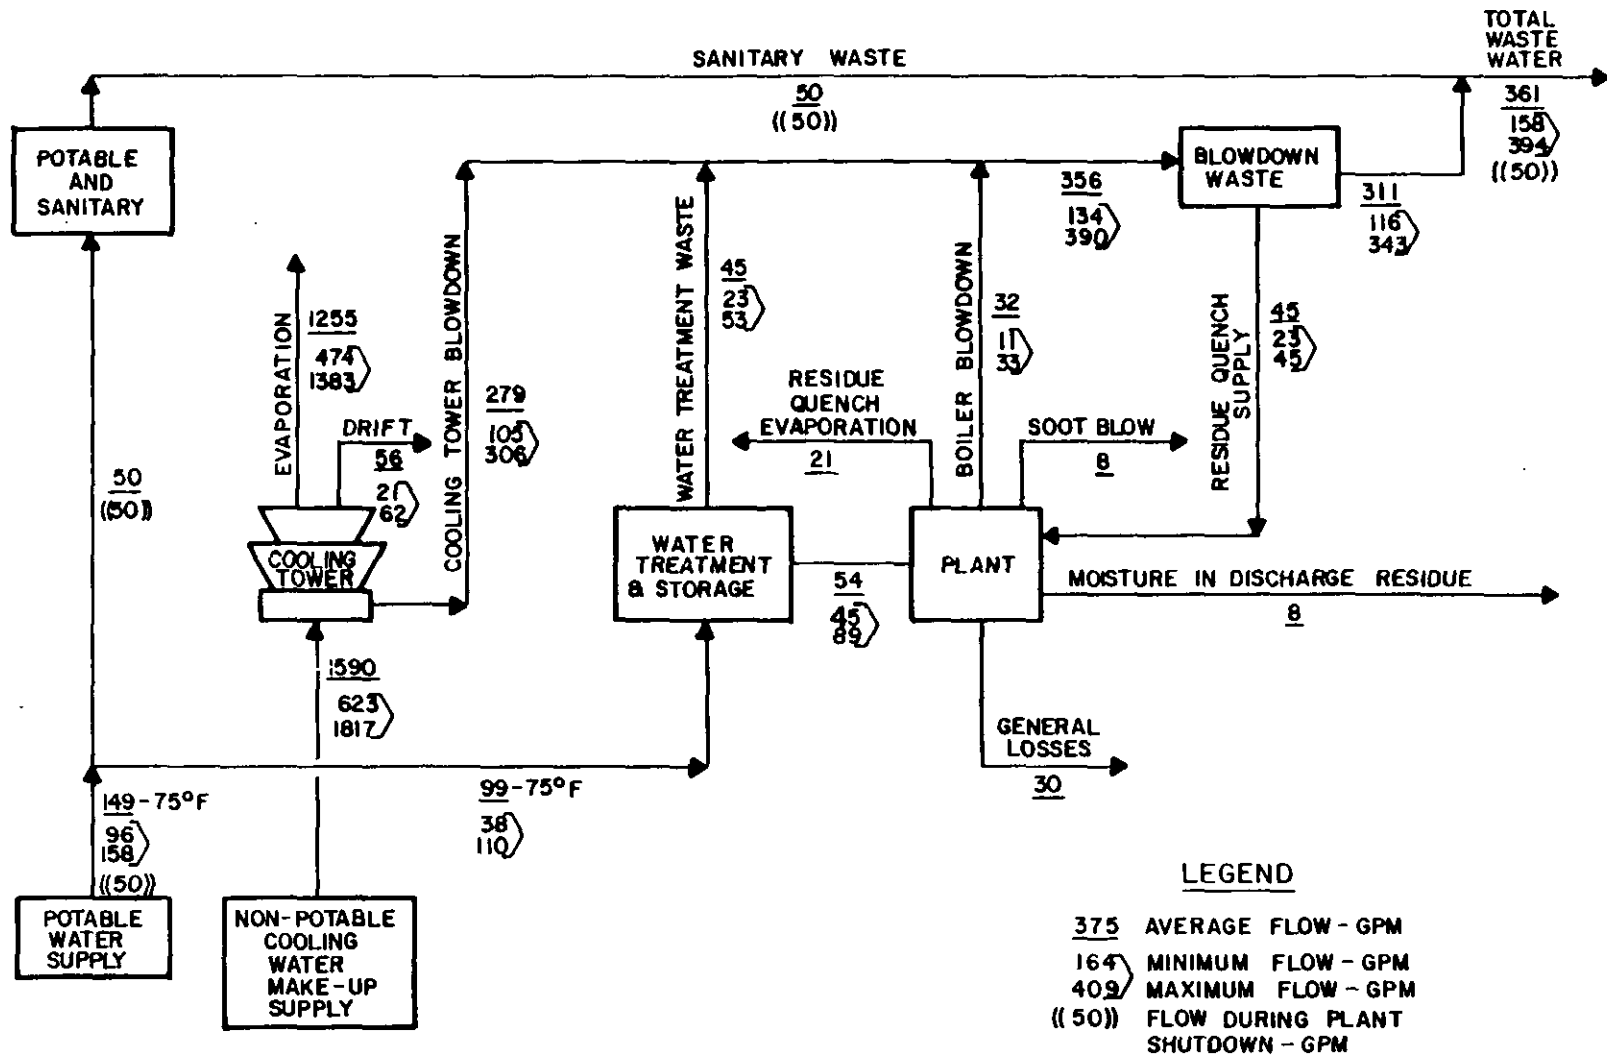 TOTAL
WASTE
WATER
SANITARY WASTE
50
((50))
361
158
394
((50))
POTABLE
AND
SANITARY
BLOWDOWN
WASTE
356
134
390
311
116
343
EVAPORATION
1255
474
1383
DRIFT
56
21
62
COOLING TOWER BLOWDOWN
279
105
306
WATER TREATMENT WASTE
45
23
53
RESIDUE
QUENCH
EVAPORATION
21
BOILER BLOWDOWN
32
11
33
SOOT BLOW
8
RESIDUE QUENCH
SUPPLY
45
23
45
50
((50))
COOLING
TOWER
WATER
TREATMENT
& STORAGE
54
45
89
PLANT
MOISTURE IN DISCHARGE RESIDUE
8
1590
623
1817
GENERAL
LOSSES
30
149-75°F
96
158
((50))
99-75°F
38
110
POTABLE
WATER
SUPPLY
NON-POTABLE
COOLING
WATER
MAKE-UP
SUPPLY
LEGEND
375 AVERAGE FLOW-GPM
164 MINIMUM FLOW-GPM
409 MAXIMUM FLOW-GPM
((50)) FLOW DURING PLANT
SHUTDOWN-GPM